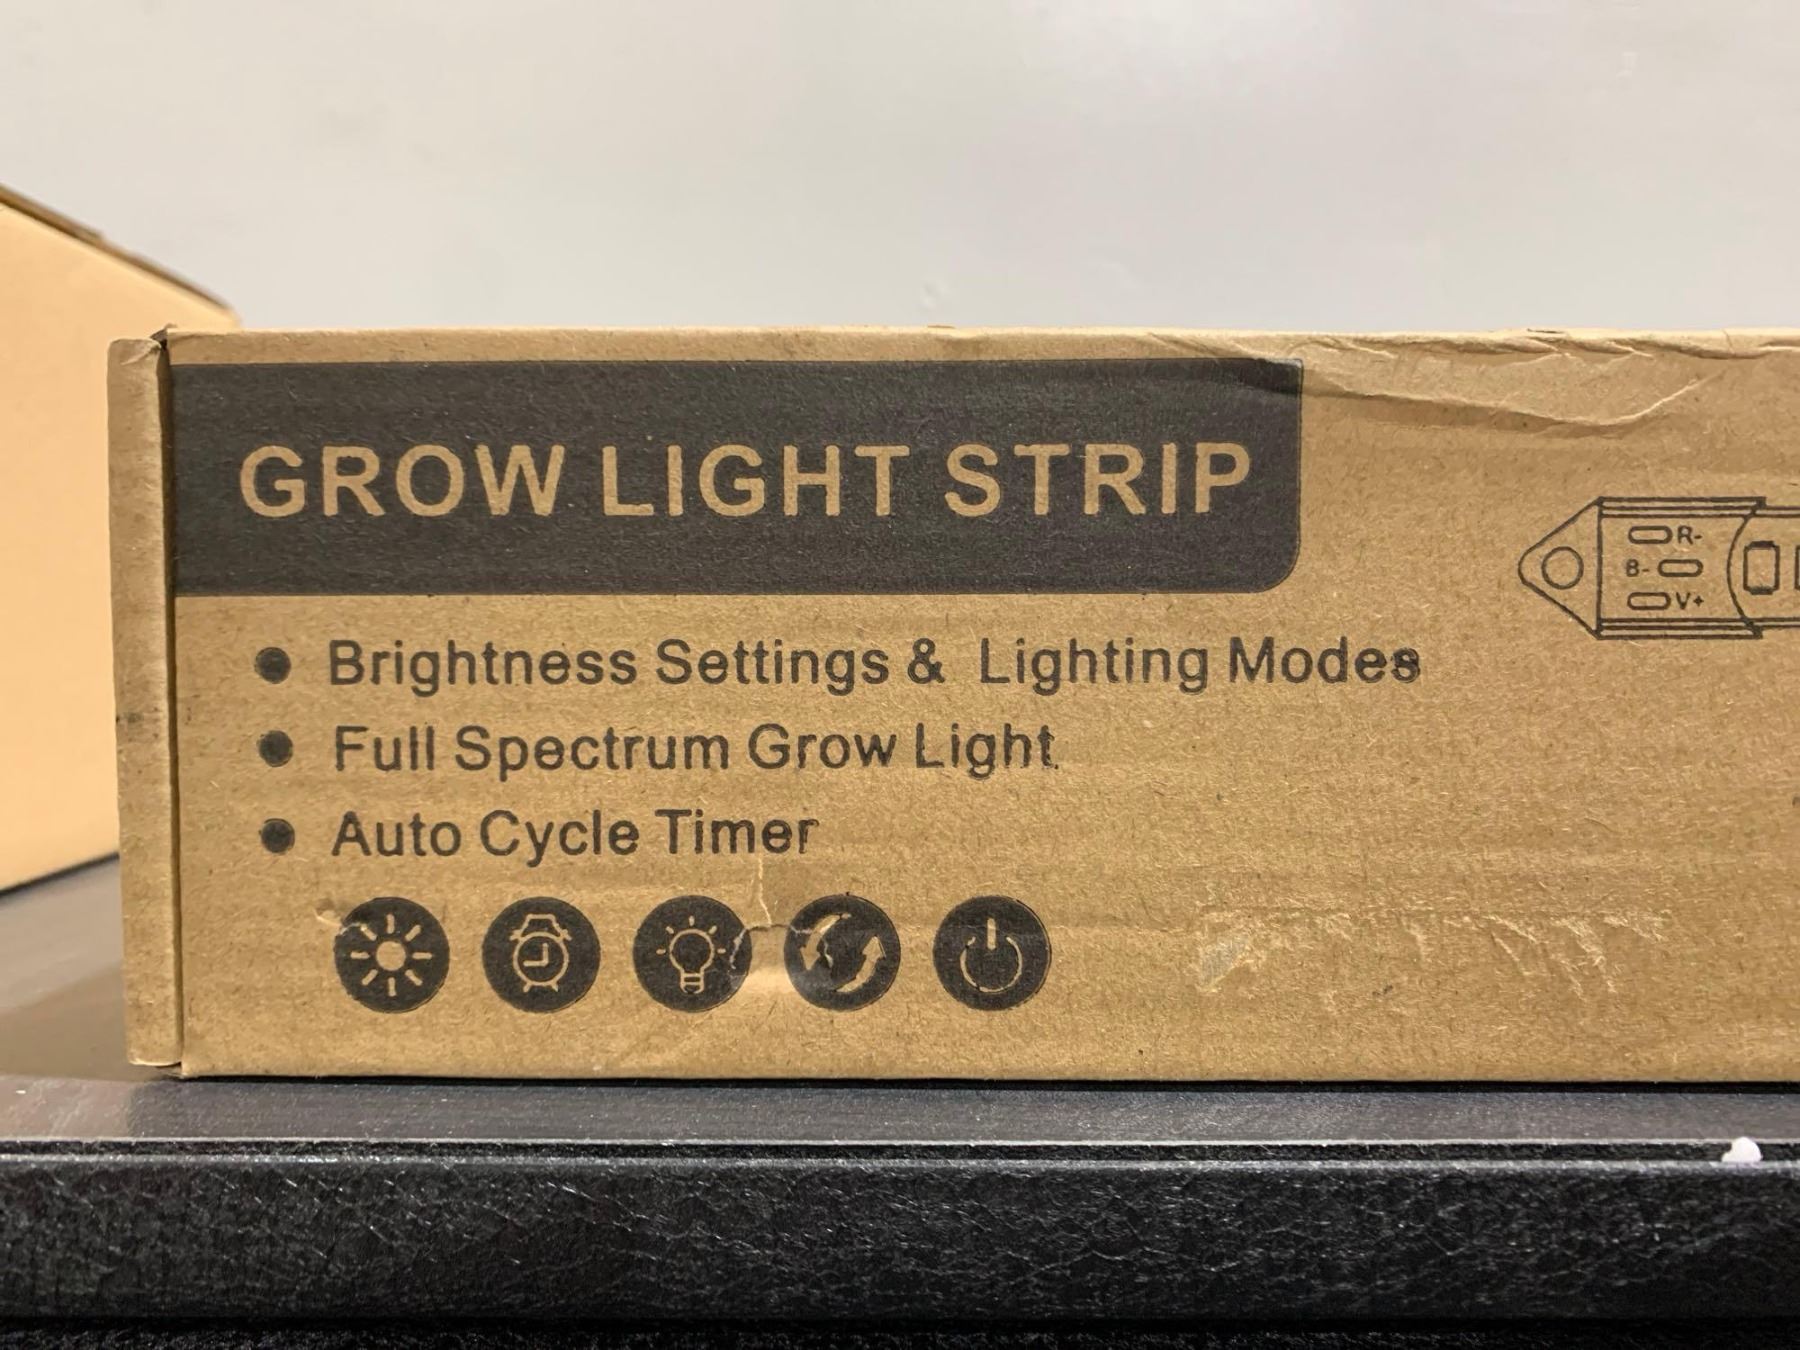 GROW LIGHT STRIP
R-
B-
V+
● Brightness Settings & Lighting Modes
● Full Spectrum Grow Light
● Auto Cycle Timer